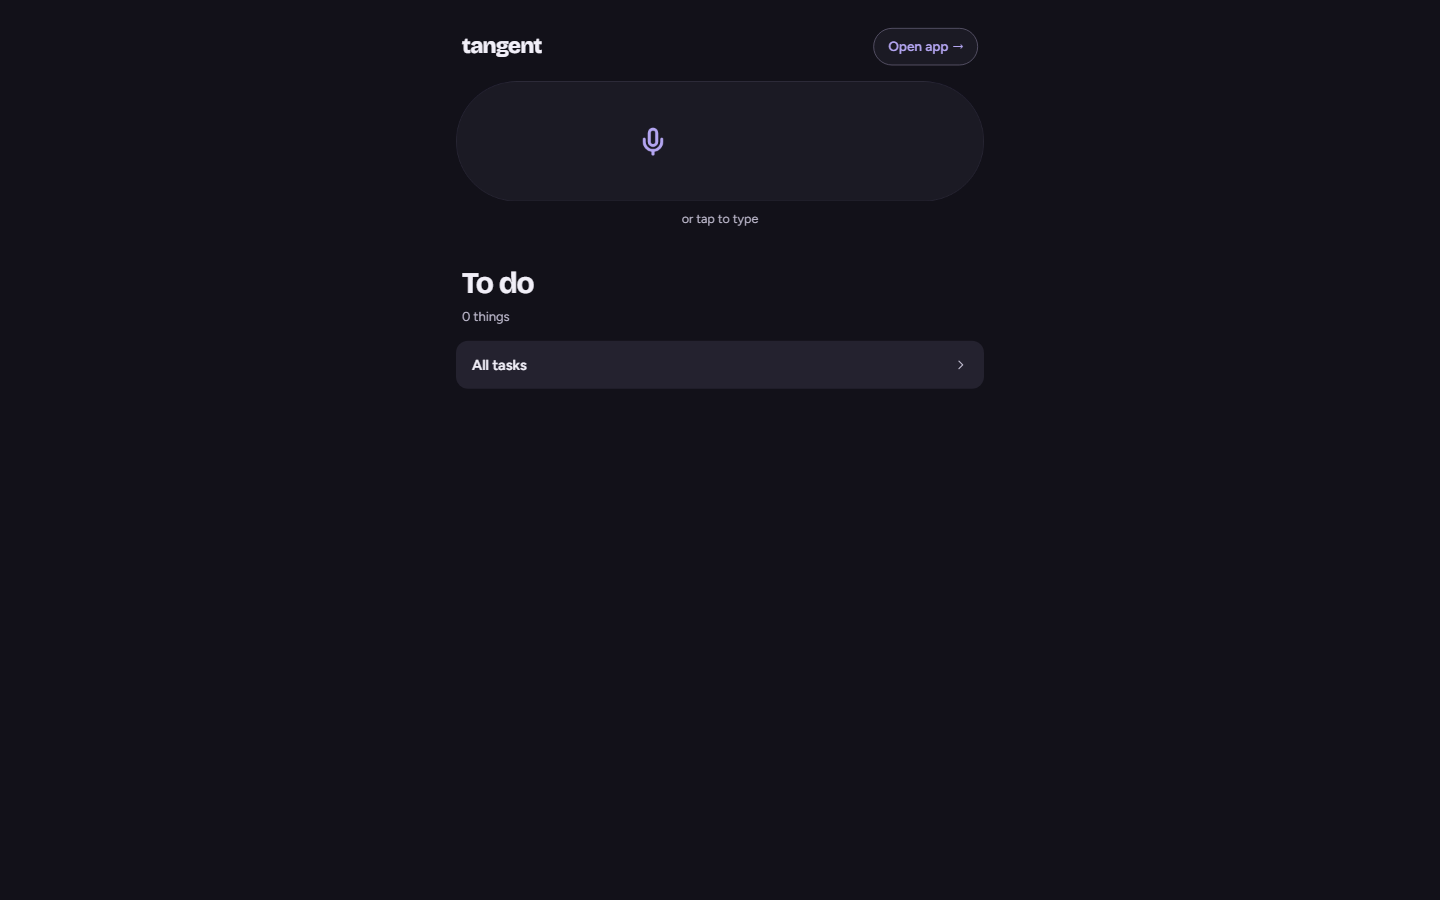 tangent
Open app →
or tap to type
To do
0 things
All tasks